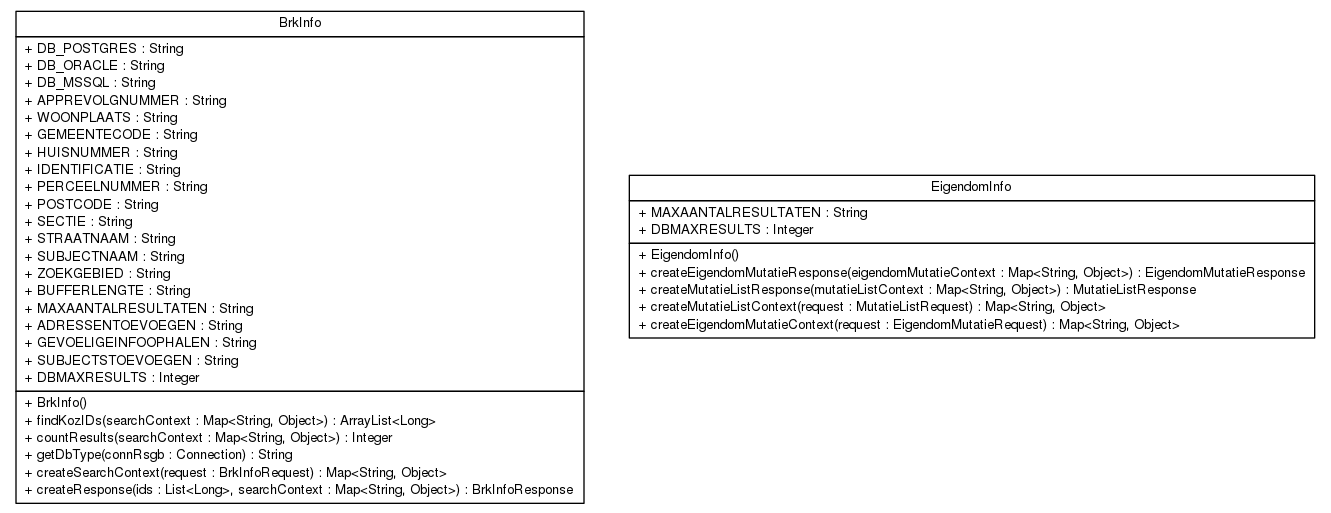 BrkInfo
+ DB_POSTGRES : String
+ DB_ORACLE : String
+ DB_MSSQL : String
+ APPREVOLGNUMMER : String
+ WOONPLAATS : String
+ GEMEENTECODE : String
+ HUISNUMMER : String
+ IDENTIFICATIE : String
+ PERCEELNUMMER : String
+ POSTCODE : String
+ SECTIE : String
+ STRAATNAAM : String
+ SUBJECTNAAM : String
+ ZOEKGEBIED : String
+ BUFFERLENGTE : String
+ MAXAANTALRESULTATEN : String
+ ADRESSENTOEVOEGEN : String
+ GEVOELIGEINFOOPHALEN : String
+ SUBJECTSTOEVOEGEN : String
+ DBMAXRESULTS : Integer
+ BrkInfo()
+ findKozIDs(searchContext : Map<String, Object>) : ArrayList<Long>
+ countResults(searchContext : Map<String, Object>) : Integer
+ getDbType(connRsgb : Connection) : String
+ createSearchContext(request : BrkInfoRequest) : Map<String, Object>
+ createResponse(ids : List<Long>, searchContext : Map<String, Object>) : BrkInfoResponse
EigendomInfo
+ MAXAANTALRESULTATEN : String
+ DBMAXRESULTS : Integer
+ EigendomInfo()
+ createEigendomMutatieResponse(eigendomMutatieContext : Map<String, Object>) : EigendomMutatieResponse
+ createMutatieListResponse(mutatieListContext : Map<String, Object>) : MutatieListResponse
+ createMutatieListContext(request : MutatieListRequest) : Map<String, Object>
+ createEigendomMutatieContext(request : EigendomMutatieRequest) : Map<String, Object>